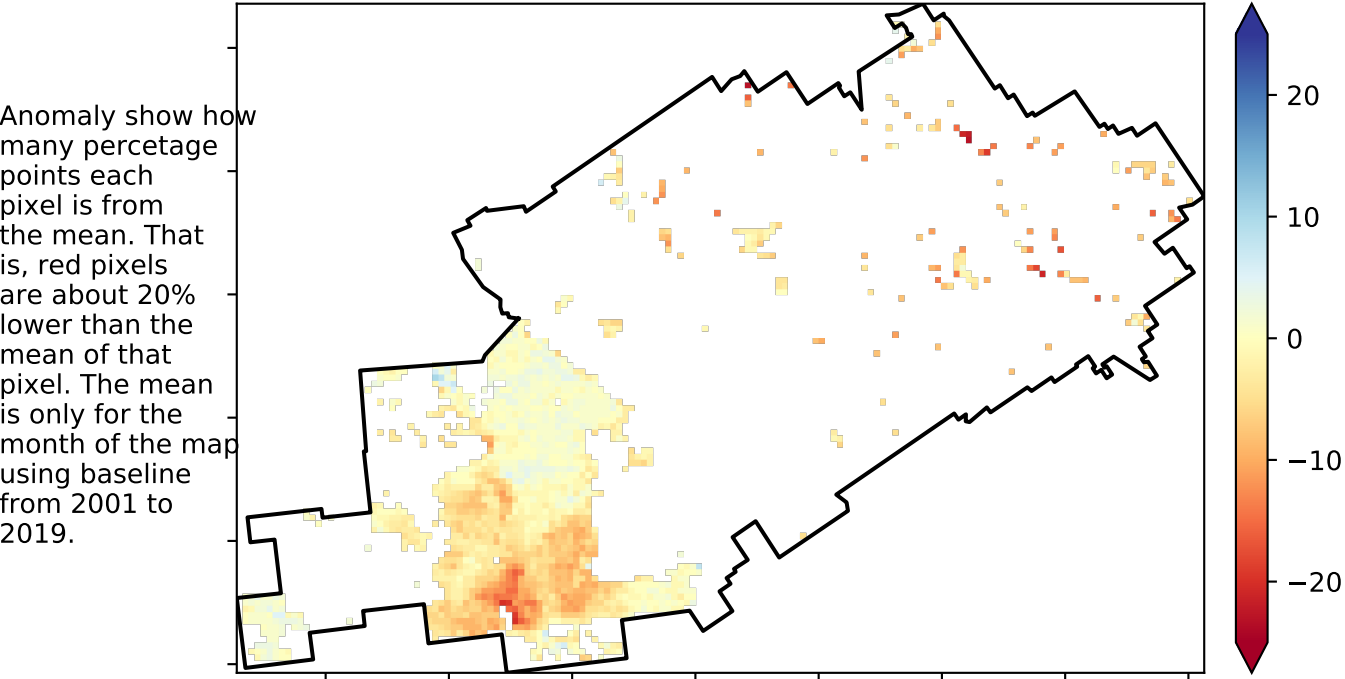 Anomaly show how
many percetage
points each
pixel is from
the mean. That
is, red pixels
are about 20%
lower than the
mean of that
pixel. The mean
is only for the
month of the map
using baseline
from 2001 to
2019.
20
10
0
−10
−20